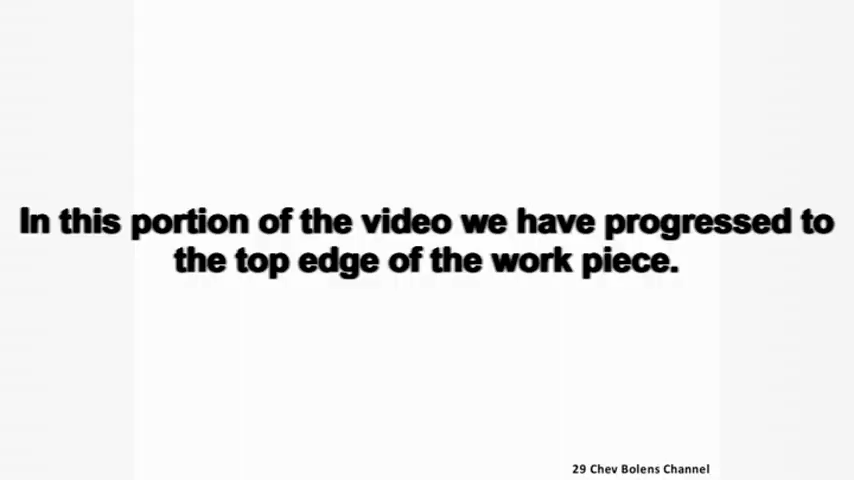 In this portion of the video we have progressed to
the top edge of the work piece.
29 Chev Bolens Channel